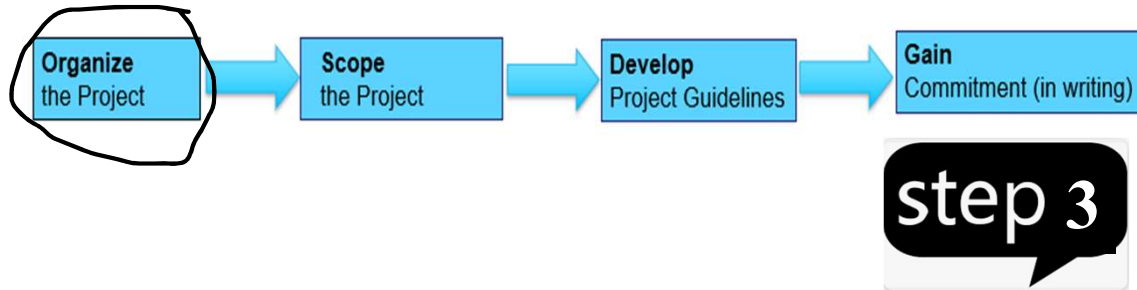 Organize
the Project
Scope
the Project
Develop
Project Guidelines
Gain
Commitment (in writing)
step 3